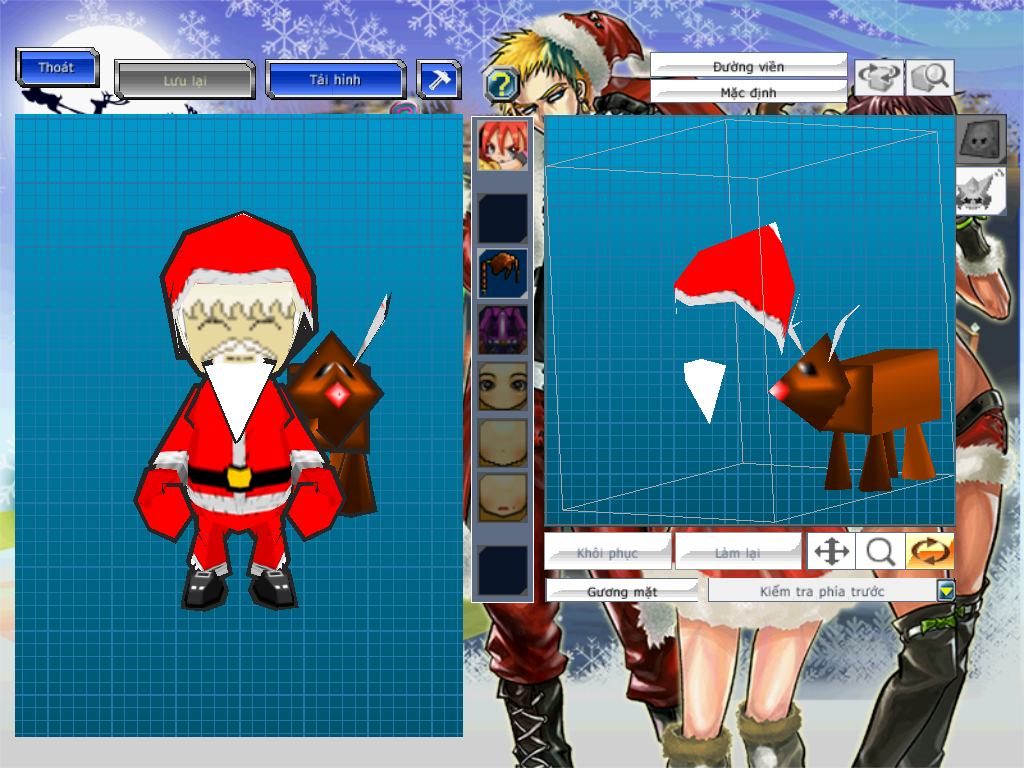 Thoát
Lưu lại
Tải hình
?
Đường viền
Mặc định
Khôi phục
Làm lại
Gương mặt
Kiểm tra phía trước